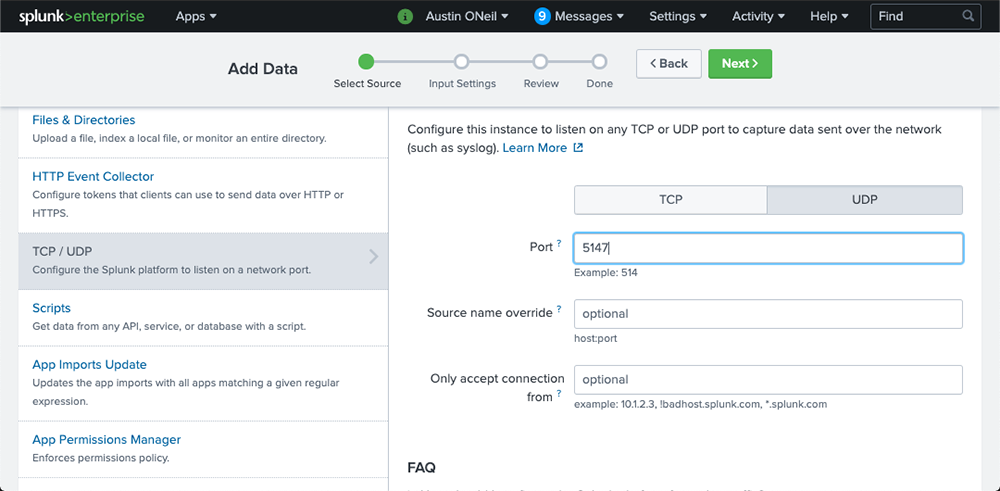 splunk>enterprise Apps Austin ONeil 9 Messages Settings Activity Help Find
Add Data
Select Source Input Settings Review Done
< Back Next >
Files & Directories
Upload a file, index a local file, or monitor an entire directory.
HTTP Event Collector
Configure tokens that clients can use to send data over HTTP or
HTTPS.
TCP / UDP
Configure the Splunk platform to listen on a network port.
Scripts
Get data from any API, service, or database with a script.
App Imports Update
Updates the app imports with all apps matching a given regular
expression.
App Permissions Manager
Enforces permissions policy.
Configure this instance to listen on any TCP or UDP port to capture data sent over the network
(such as syslog). Learn More
TCP UDP
Port ? 5147
Example: 514
Source name override ? optional
host:port
Only accept connection
from ? optional
example: 10.1.2.3, !badhost.splunk.com, *.splunk.com
FAQ